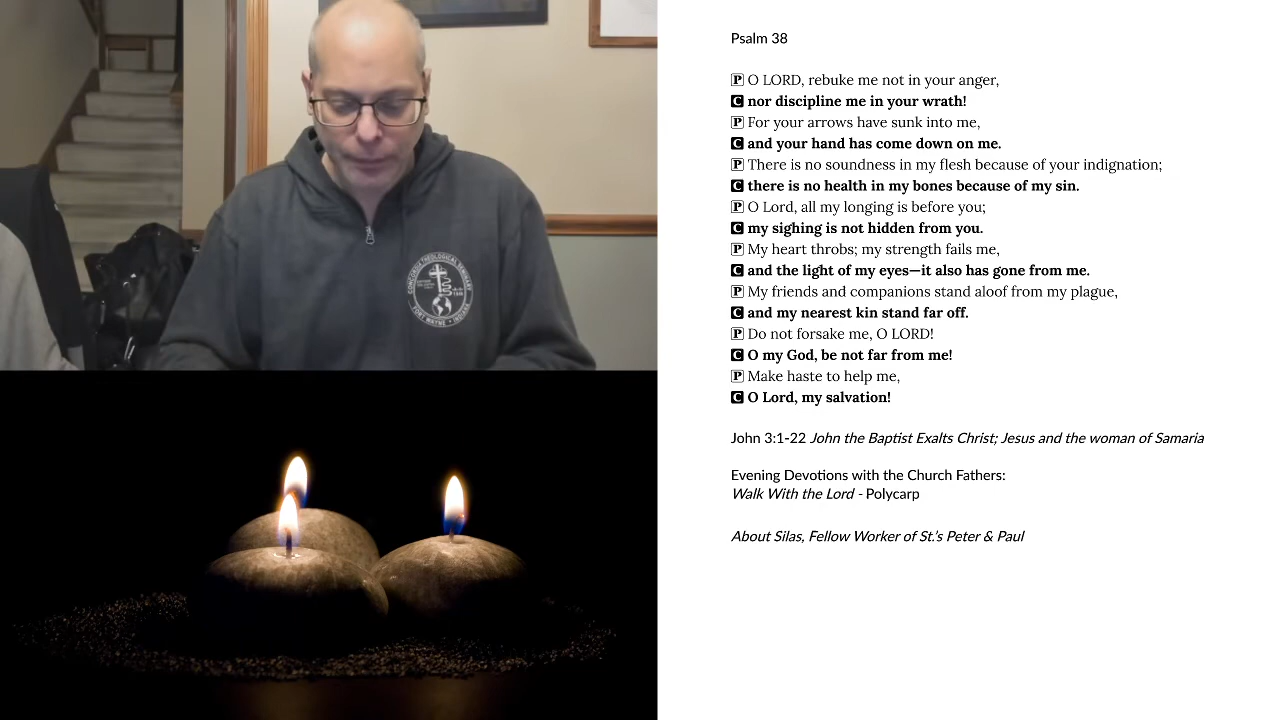 CONCORDIA THEOLOGICAL SEMINARY
FORT WAYNE • INDIANA
Psalm 38
P O LORD, rebuke me not in your anger,
C nor discipline me in your wrath!
P For your arrows have sunk into me,
C and your hand has come down on me.
P There is no soundness in my flesh because of your indignation;
C there is no health in my bones because of my sin.
P O Lord, all my longing is before you;
C my sighing is not hidden from you.
P My heart throbs; my strength fails me,
C and the light of my eyes—it also has gone from me.
P My friends and companions stand aloof from my plague,
C and my nearest kin stand far off.
P Do not forsake me, O LORD!
C O my God, be not far from me!
P Make haste to help me,
C O Lord, my salvation!
John 3:1-22 John the Baptist Exalts Christ; Jesus and the woman of Samaria
Evening Devotions with the Church Fathers:
Walk With the Lord - Polycarp
About Silas, Fellow Worker of St.'s Peter & Paul